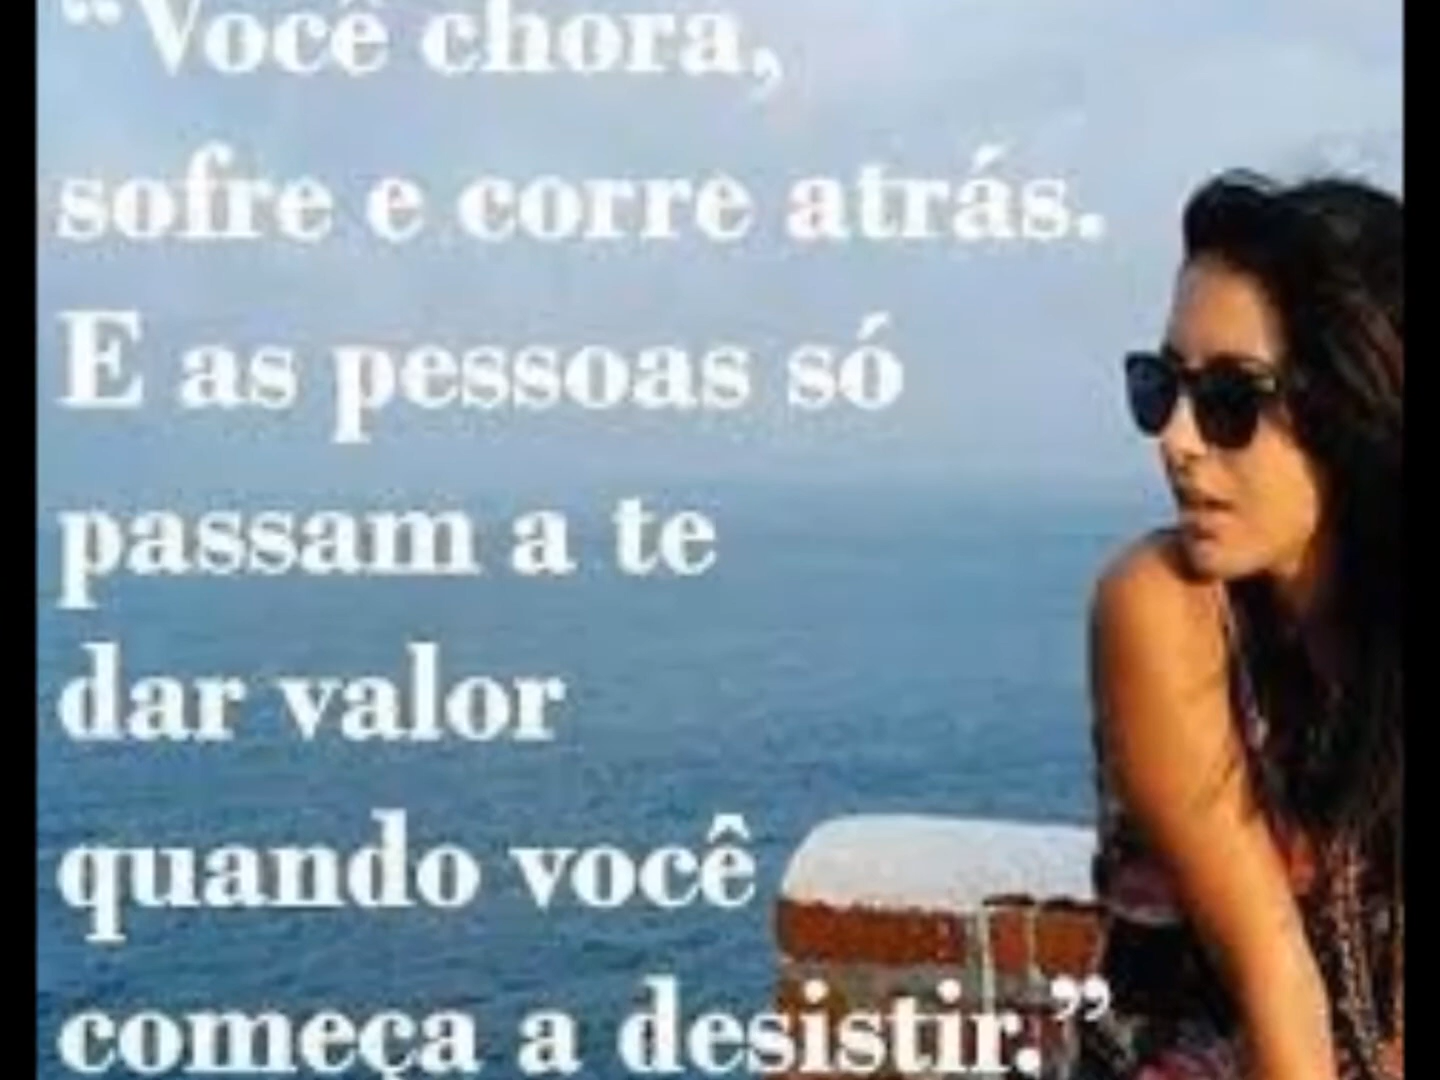 “Você chora,
sofre e corre atrás.
E as pessoas só
passam a te
dar valor
quando você
começa a desistir.”